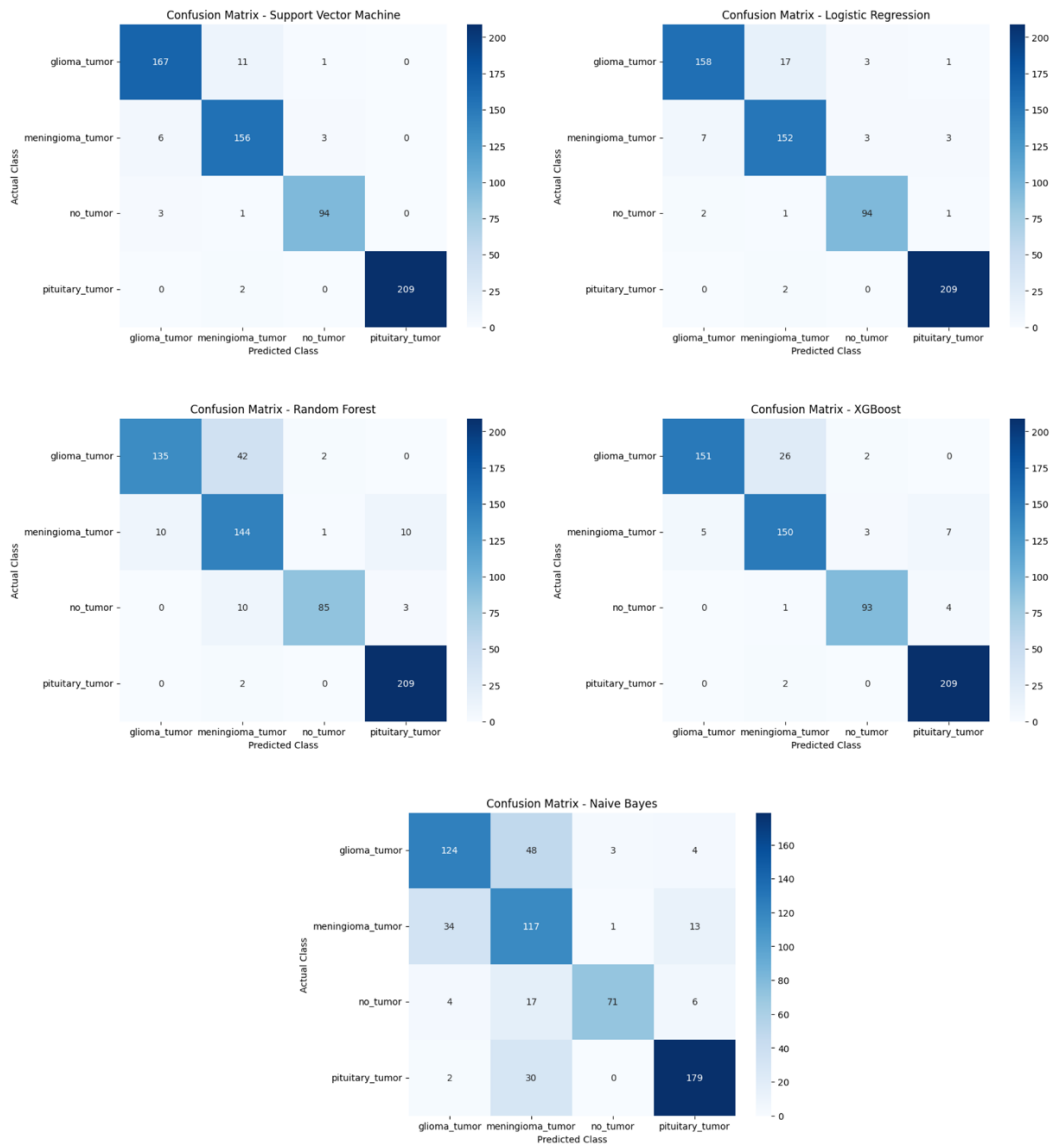 Confusion Matrix - Support Vector Machine
Actual Class
glioma_tumor 167 11 1 0
meningioma_tumor 6 156 3 0
no_tumor 3 1 94 0
pituitary_tumor 0 2 0 209
glioma_tumor meningioma_tumor no_tumor pituitary_tumor
Predicted Class
200
175
150
125
100
75
50
25
0
Confusion Matrix - Logistic Regression
Actual Class
glioma_tumor 158 17 3 1
meningioma_tumor 7 152 3 3
no_tumor 2 1 94 1
pituitary_tumor 0 2 0 209
glioma_tumor meningioma_tumor no_tumor pituitary_tumor
Predicted Class
200
175
150
125
100
75
50
25
0
Confusion Matrix - Random Forest
Actual Class
glioma_tumor 135 42 2 0
meningioma_tumor 10 144 1 10
no_tumor 0 10 85 3
pituitary_tumor 0 2 0 209
glioma_tumor meningioma_tumor no_tumor pituitary_tumor
Predicted Class
200
175
150
125
100
75
50
25
0
Confusion Matrix - XGBoost
Actual Class
glioma_tumor 151 26 2 0
meningioma_tumor 5 150 3 7
no_tumor 0 1 93 4
pituitary_tumor 0 2 0 209
glioma_tumor meningioma_tumor no_tumor pituitary_tumor
Predicted Class
200
175
150
125
100
75
50
25
0
Confusion Matrix - Naive Bayes
Actual Class
glioma_tumor 124 48 3 4
meningioma_tumor 34 117 1 13
no_tumor 4 17 71 6
pituitary_tumor 2 30 0 179
glioma_tumor meningioma_tumor no_tumor pituitary_tumor
Predicted Class
160
140
120
100
80
60
40
20
0